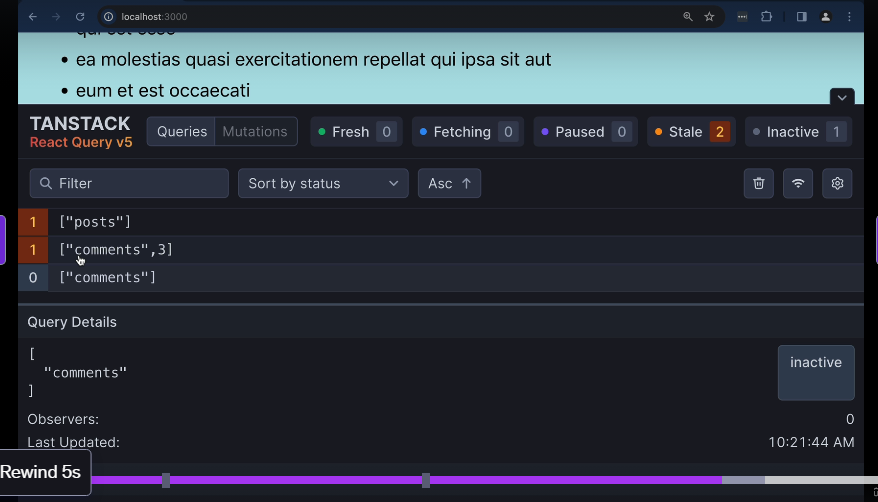 localhost:3000
qui est esse
• ea molestias quasi exercitationem repellat qui ipsa sit aut
• eum et est occaecati
TANSTACK
React Query v5
Queries Mutations Fresh 0 Fetching 0 Paused 0 Stale 2 Inactive 1
Filter Sort by status Asc ↑
1 ["posts"]
1 ["comments",3]
0 ["comments"]
Query Details
[
"comments"
]
inactive
Observers: 0
Last Updated: 10:21:44 AM
Rewind 5s